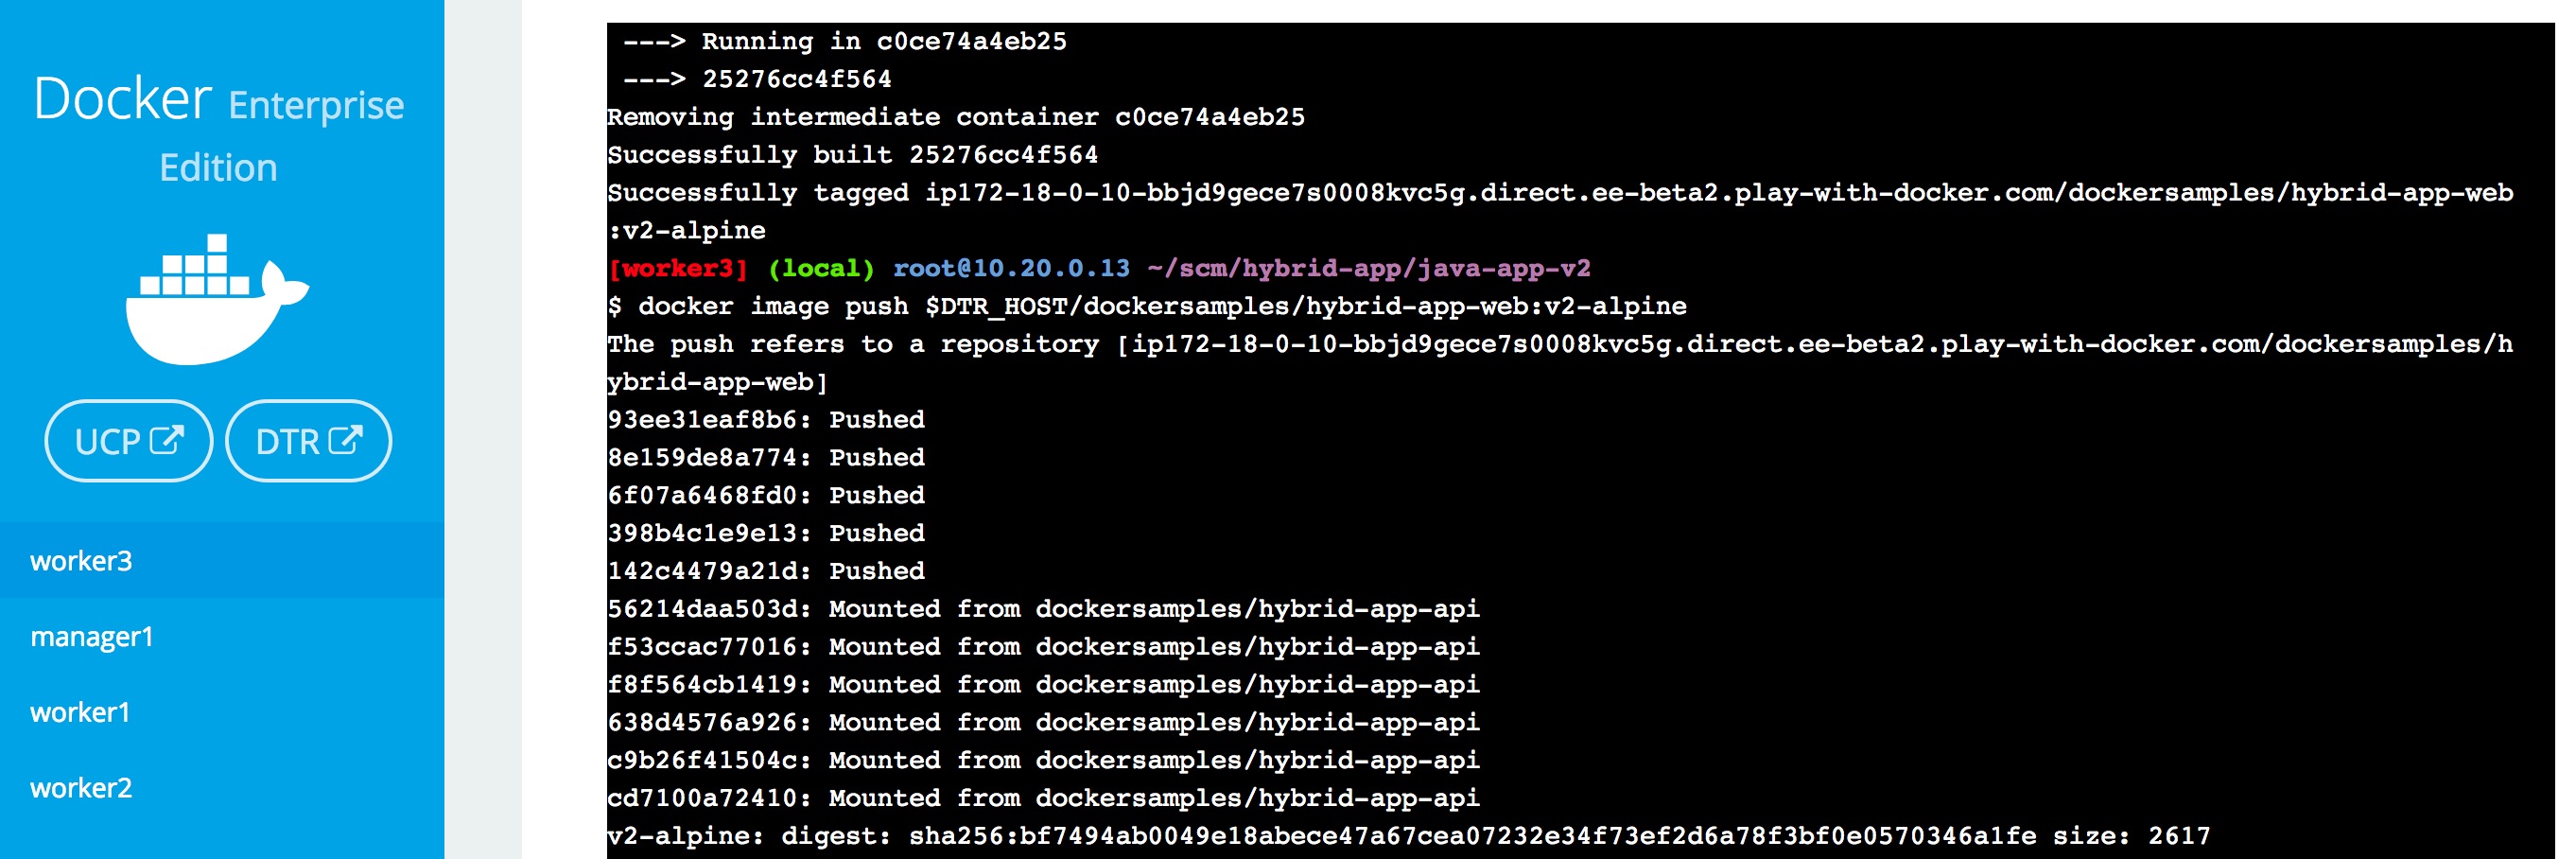 Docker Enterprise
Edition
UCP
DTR
worker3
manager1
worker1
worker2
---> Running in c0ce74a4eb25
---> 25276cc4f564
Removing intermediate container c0ce74a4eb25
Successfully built 25276cc4f564
Successfully tagged ip172-18-0-10-bbjd9gece7s0008kvc5g.direct.ee-beta2.play-with-docker.com/dockersamples/hybrid-app-web
:v2-alpine
[worker3] (local) root@10.20.0.13 ~/scm/hybrid-app/java-app-v2
$ docker image push $DTR_HOST/dockersamples/hybrid-app-web:v2-alpine
The push refers to a repository [ip172-18-0-10-bbjd9gece7s0008kvc5g.direct.ee-beta2.play-with-docker.com/dockersamples/h
ybrid-app-web]
93ee31eaf8b6: Pushed
8e159de8a774: Pushed
6f07a6468fd0: Pushed
398b4c1e9e13: Pushed
142c4479a21d: Pushed
56214daa503d: Mounted from dockersamples/hybrid-app-api
f53ccac77016: Mounted from dockersamples/hybrid-app-api
f8f564cb1419: Mounted from dockersamples/hybrid-app-api
638d4576a926: Mounted from dockersamples/hybrid-app-api
c9b26f41504c: Mounted from dockersamples/hybrid-app-api
cd7100a72410: Mounted from dockersamples/hybrid-app-api
v2-alpine: digest: sha256:bf7494ab0049e18abece47a67cea07232e34f73ef2d6a78f3bf0e0570346a1fe size: 2617